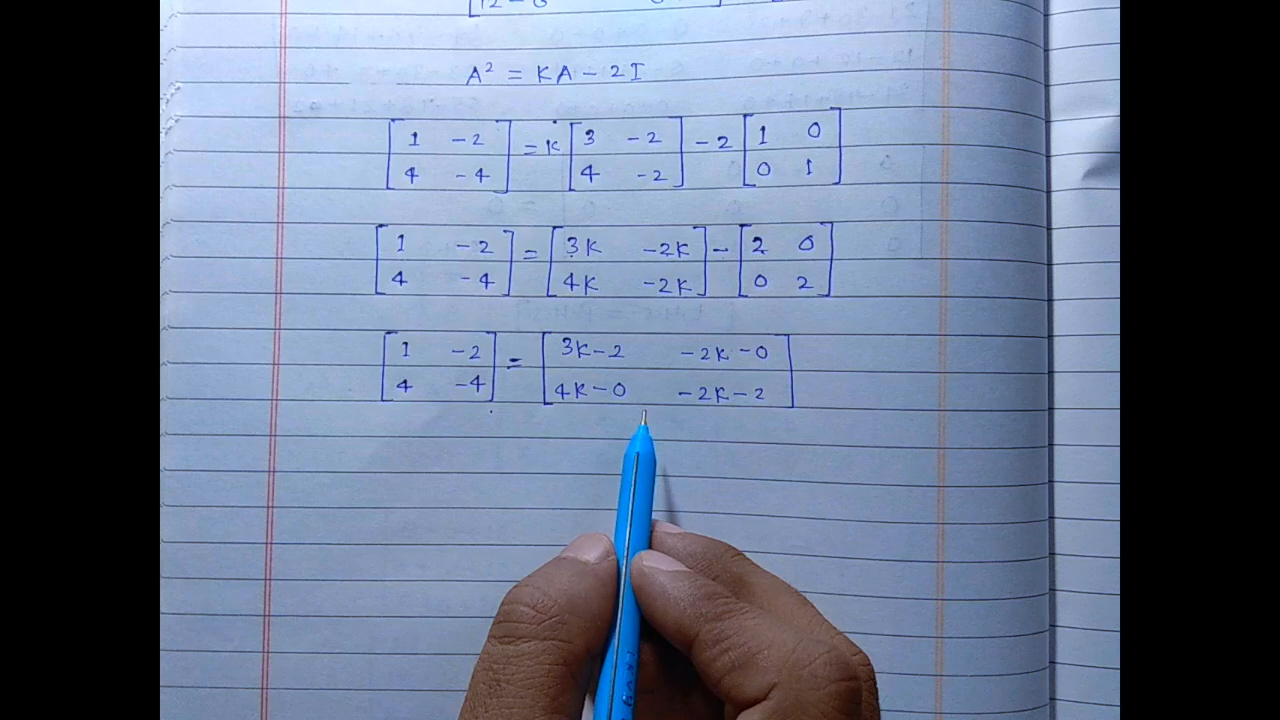 12 - 0
A² = KA - 2I
[1 -2] = K [3 -2] - 2 [1 0]
[4 -4] [4 -2] [0 1]
[1 -2] = [3K -2K] - [2 0]
[4 -4] [4K -2K] [0 2]
[1 -2] = [3K-2 -2K-0]
[4 -4] [4K-0 -2K-2]